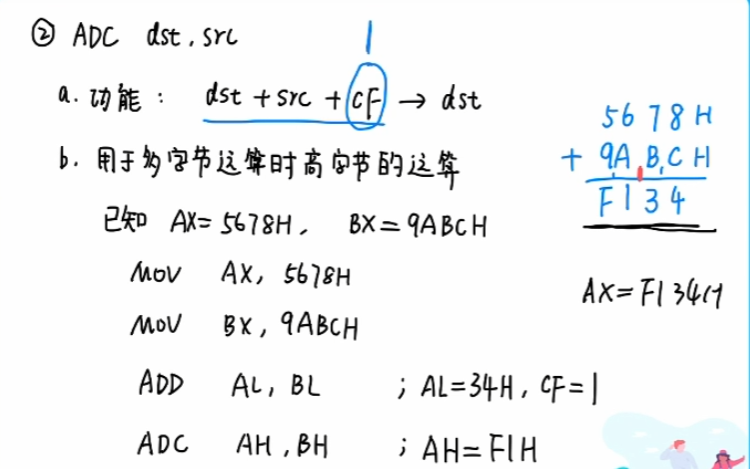 ② ADC dst, src
1
a. 功能： dst + src + CF → dst
5678H
+ 9ABCH
F134
b. 用于多字节运算时高字节的运算
已知 AX=5678H, BX=9ABCH
MOV AX, 5678H
AX=F134H
MOV BX, 9ABCH
ADD AL, BL ; AL=34H, CF=1
ADC AH, BH ; AH=F1H